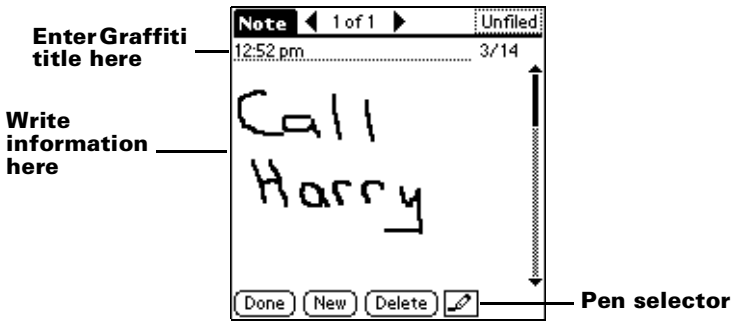 Note 1 of 1 Unfiled
Enter Graffiti
title here
12:52 pm 3/14
Call
Write
information
here
Harry
Done New Delete
Pen selector